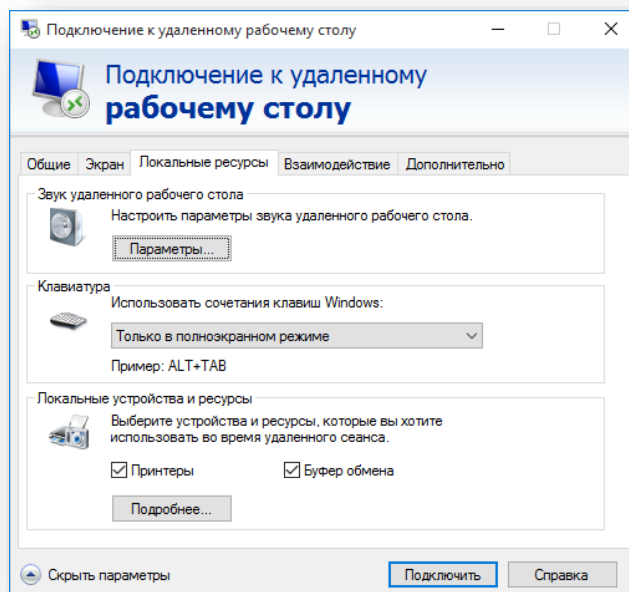 Подключение к удаленному рабочему столу
Подключение к удаленному
рабочему столу
Общие Экран Локальные ресурсы Взаимодействие Дополнительно
Звук удаленного рабочего стола
Настроить параметры звука удаленного рабочего стола.
Параметры...
Клавиатура
Использовать сочетания клавиш Windows:
Только в полноэкранном режиме
Пример: ALT+TAB
Локальные устройства и ресурсы
Выберите устройства и ресурсы, которые вы хотите
использовать во время удаленного сеанса.
Принтеры Буфер обмена
Подробнее...
Скрыть параметры Подключить Справка